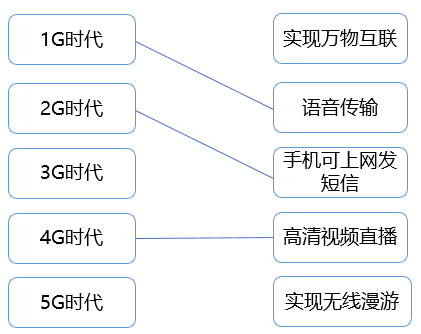 1G时代
实现万物互联
2G时代
语音传输
3G时代
手机可上网发
短信
4G时代
高清视频直播
5G时代
实现无线漫游